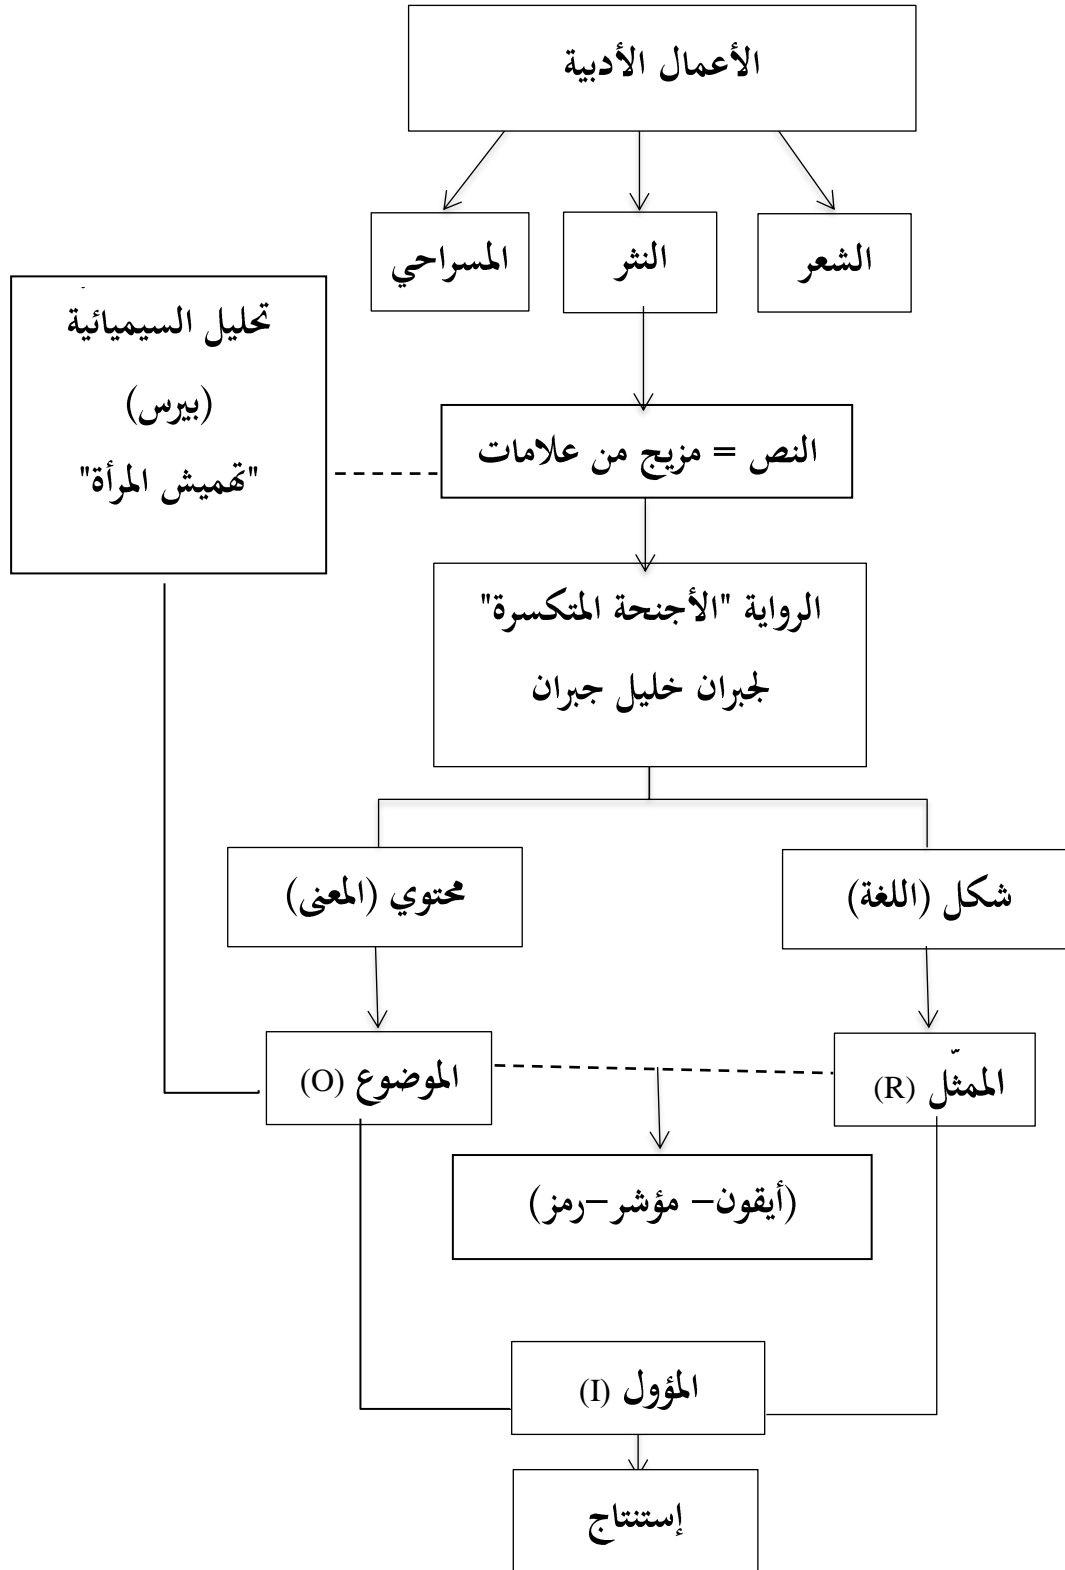 الأعمال الأدبية
الشعر
النثر
المسراحي
تحليل السيميائية
(بيرس)
"تهميش المرأة"
النص = مزيج من علامات
الرواية "الأجنحة المتكسرة"
لجبران خليل جبران
شكل (اللغة)
محتوي (المعنى)
الممثّل (R)
الموضوع (O)
(أيقون- مؤشر-رمز)
المؤول (I)
إستنتاج